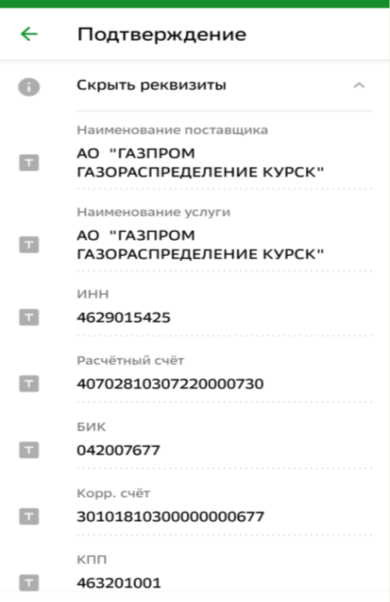 Подтверждение
Скрыть реквизиты
Наименование поставщика
АО "ГАЗПРОМ
ГАЗОРАСПРЕДЕЛЕНИЕ КУРСК"
Наименование услуги
АО "ГАЗПРОМ
ГАЗОРАСПРЕДЕЛЕНИЕ КУРСК"
ИНН
4629015425
Расчётный счёт
40702810307220000730
БИК
042007677
Корр. счёт
30101810300000000677
КПП
463201001